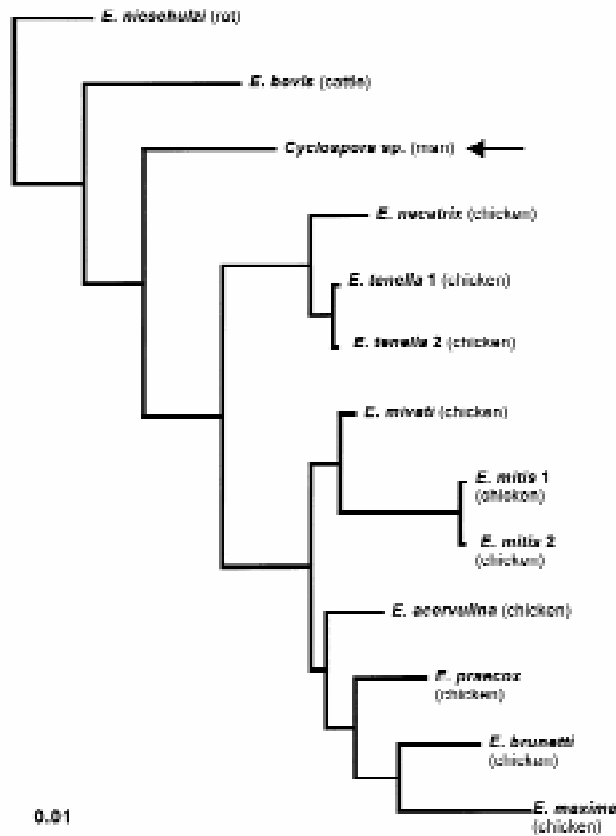 E. nieschulzi (rat)
E. bovis (cattle)
Cyclospora sp. (man)
E. necatrix (chicken)
E. tenella 1 (chicken)
E. tenella 2 (chicken)
E. mivati (chicken)
E. mitis 1
(chicken)
E. mitis 2
(chicken)
E. acervulina (chicken)
E. praecox
(chicken)
E. brunetti
(chicken)
E. maxima
(chicken)
0.01